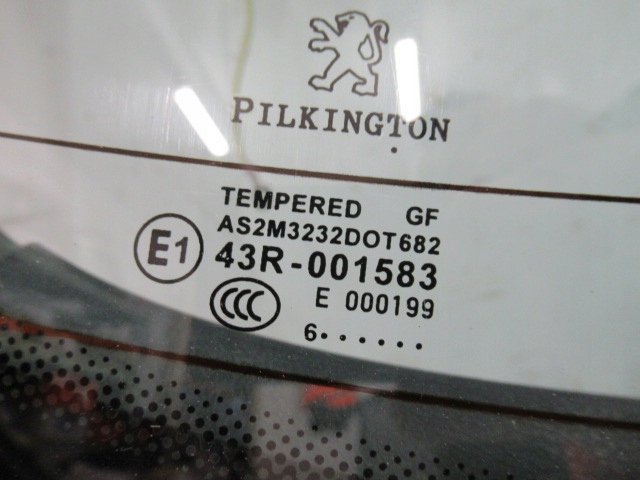 PILKINGTON
TEMPERED GF
AS2M3232DOT682
E1 43R-001583
CCC E 000199
6......